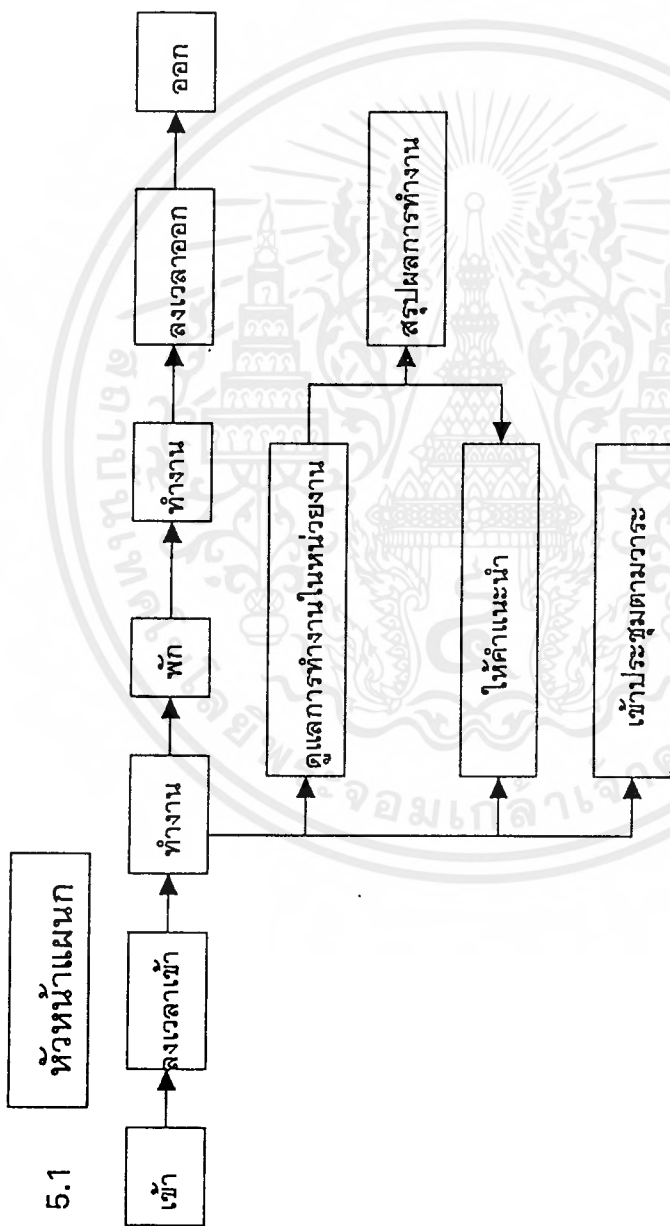 5.1
หัวหน้าแผนก
เข้า
ลงเวลาเข้า
ทำงาน
พัก
ทำงาน
ลงเวลาออก
ออก
ดูแลการทำงานในหน่วยงาน
สรุปผลการทำงาน
ให้คำแนะนำ
เข้าประชุมตามวาระ